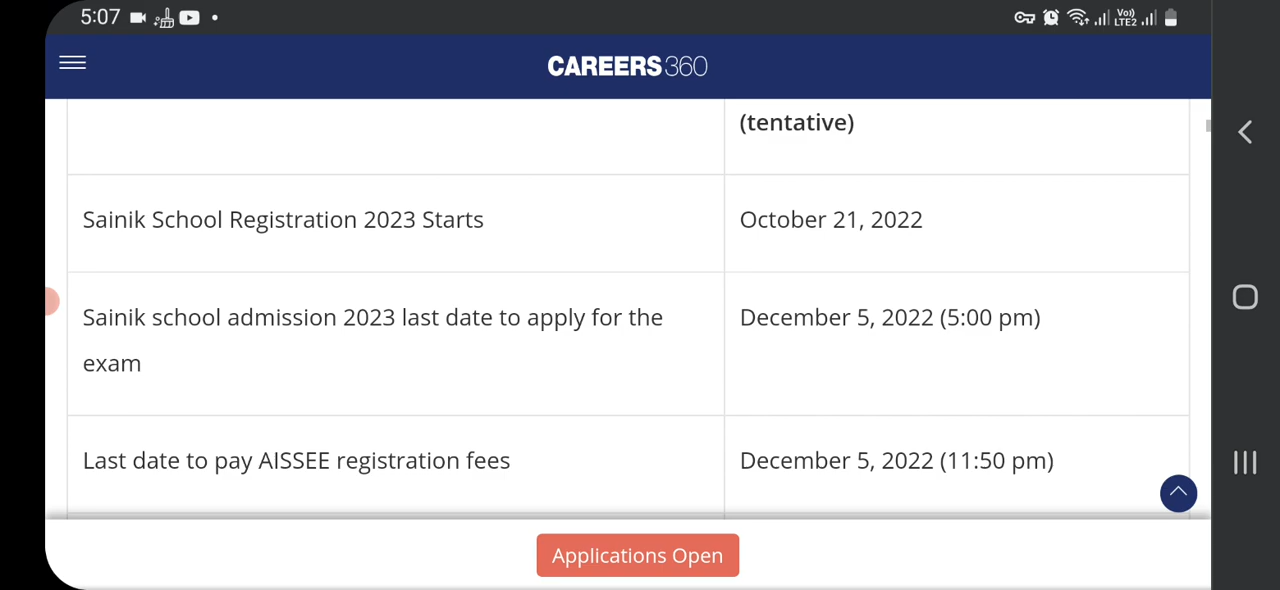 5:07
Vo))
LTE2
CAREERS360
(tentative)
Sainik School Registration 2023 Starts
October 21, 2022
Sainik school admission 2023 last date to apply for the
exam
December 5, 2022 (5:00 pm)
Last date to pay AISSEE registration fees
December 5, 2022 (11:50 pm)
Applications Open